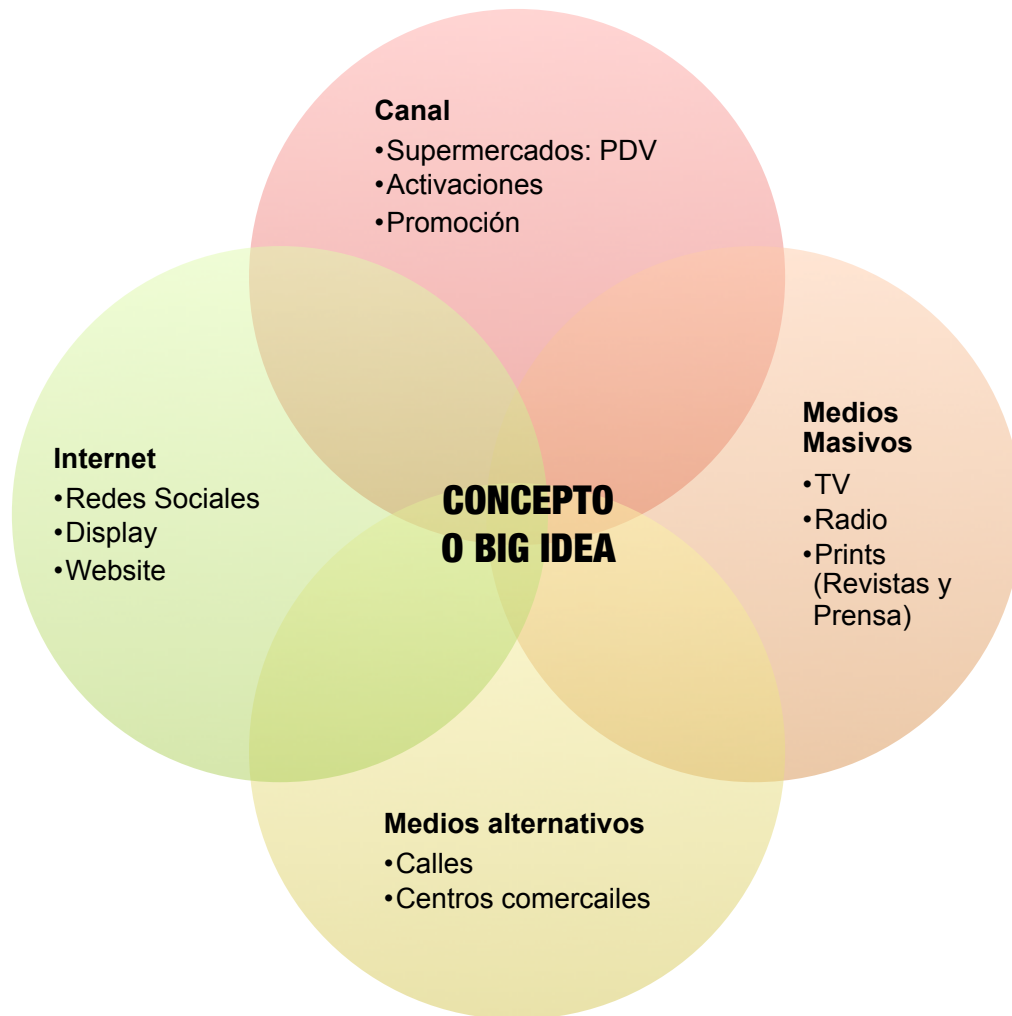 Canal
•Supermercados: PDV
•Activaciones
•Promoción
Internet
•Redes Sociales
•Display
•Website
CONCEPTO
O BIG IDEA
Medios
Masivos
•TV
•Radio
•Prints
(Revistas y
Prensa)
Medios alternativos
•Calles
•Centros comercailes